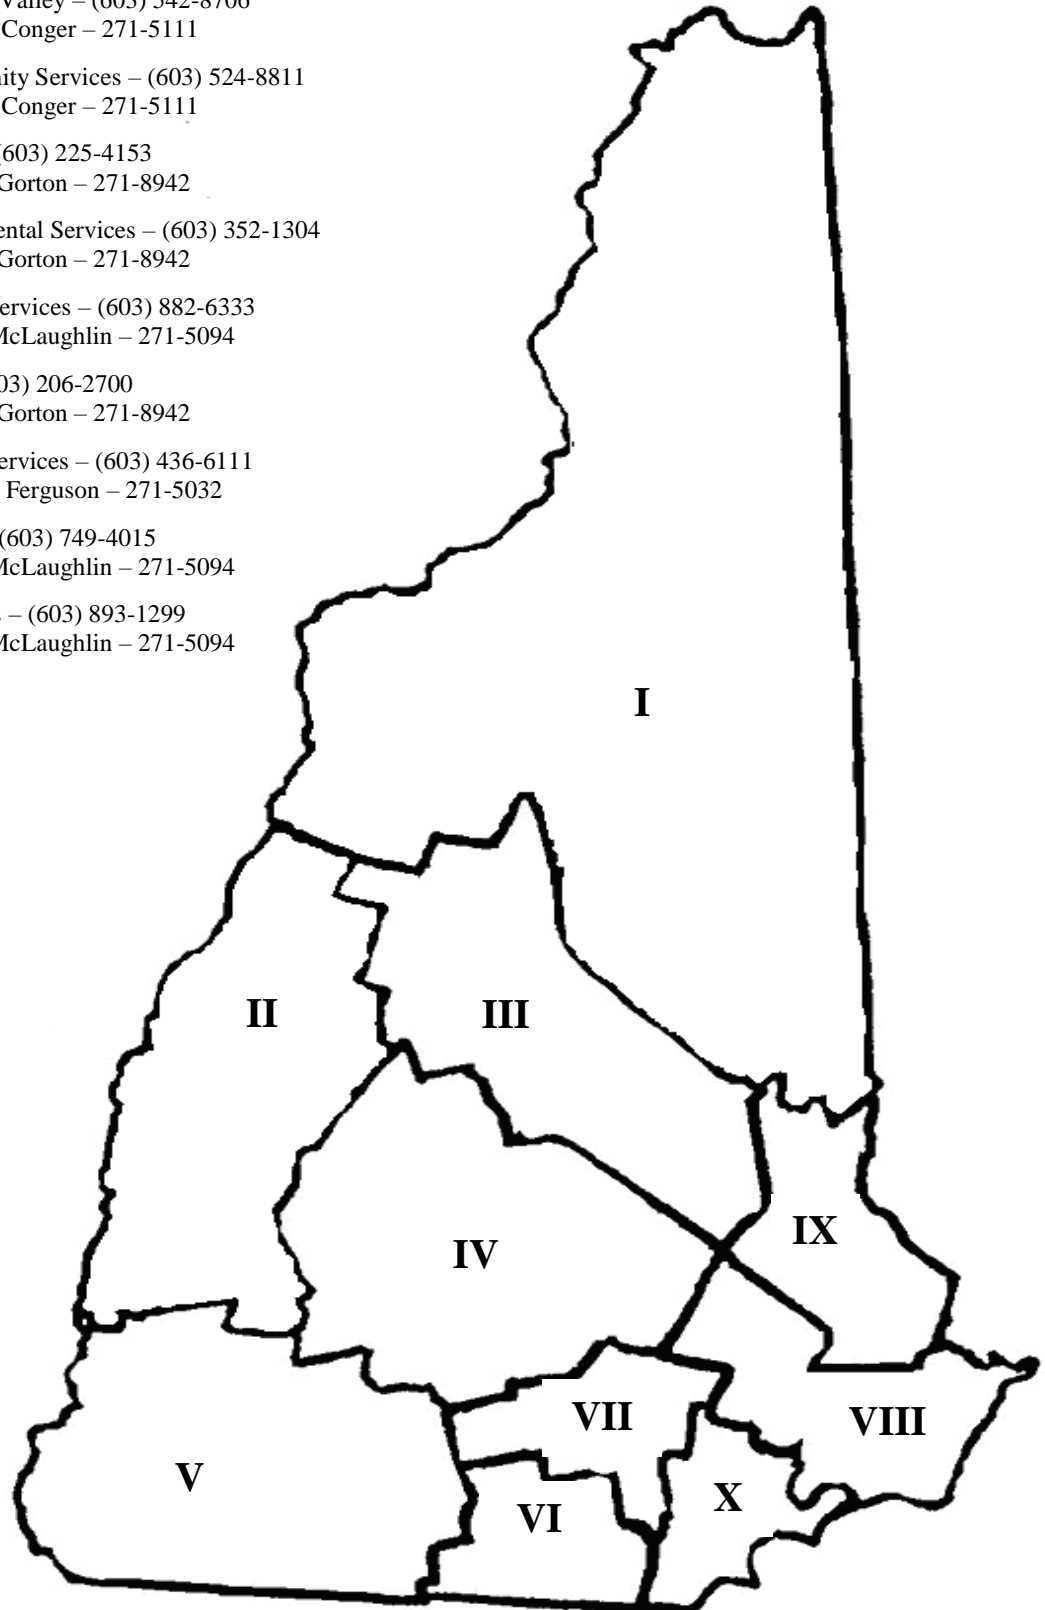 Valley – (603) 542-8706
Conger – 271-5111
ity Services – (603) 524-8811
Conger – 271-5111
(603) 225-4153
Gorton – 271-8942
ental Services – (603) 352-1304
Gorton – 271-8942
ervices – (603) 882-6333
McLaughlin – 271-5094
03) 206-2700
Gorton – 271-8942
ervices – (603) 436-6111
Ferguson – 271-5032
(603) 749-4015
McLaughlin – 271-5094
– (603) 893-1299
McLaughlin – 271-5094
I
II
III
IV
IX
V
VII
VIII
VI
X